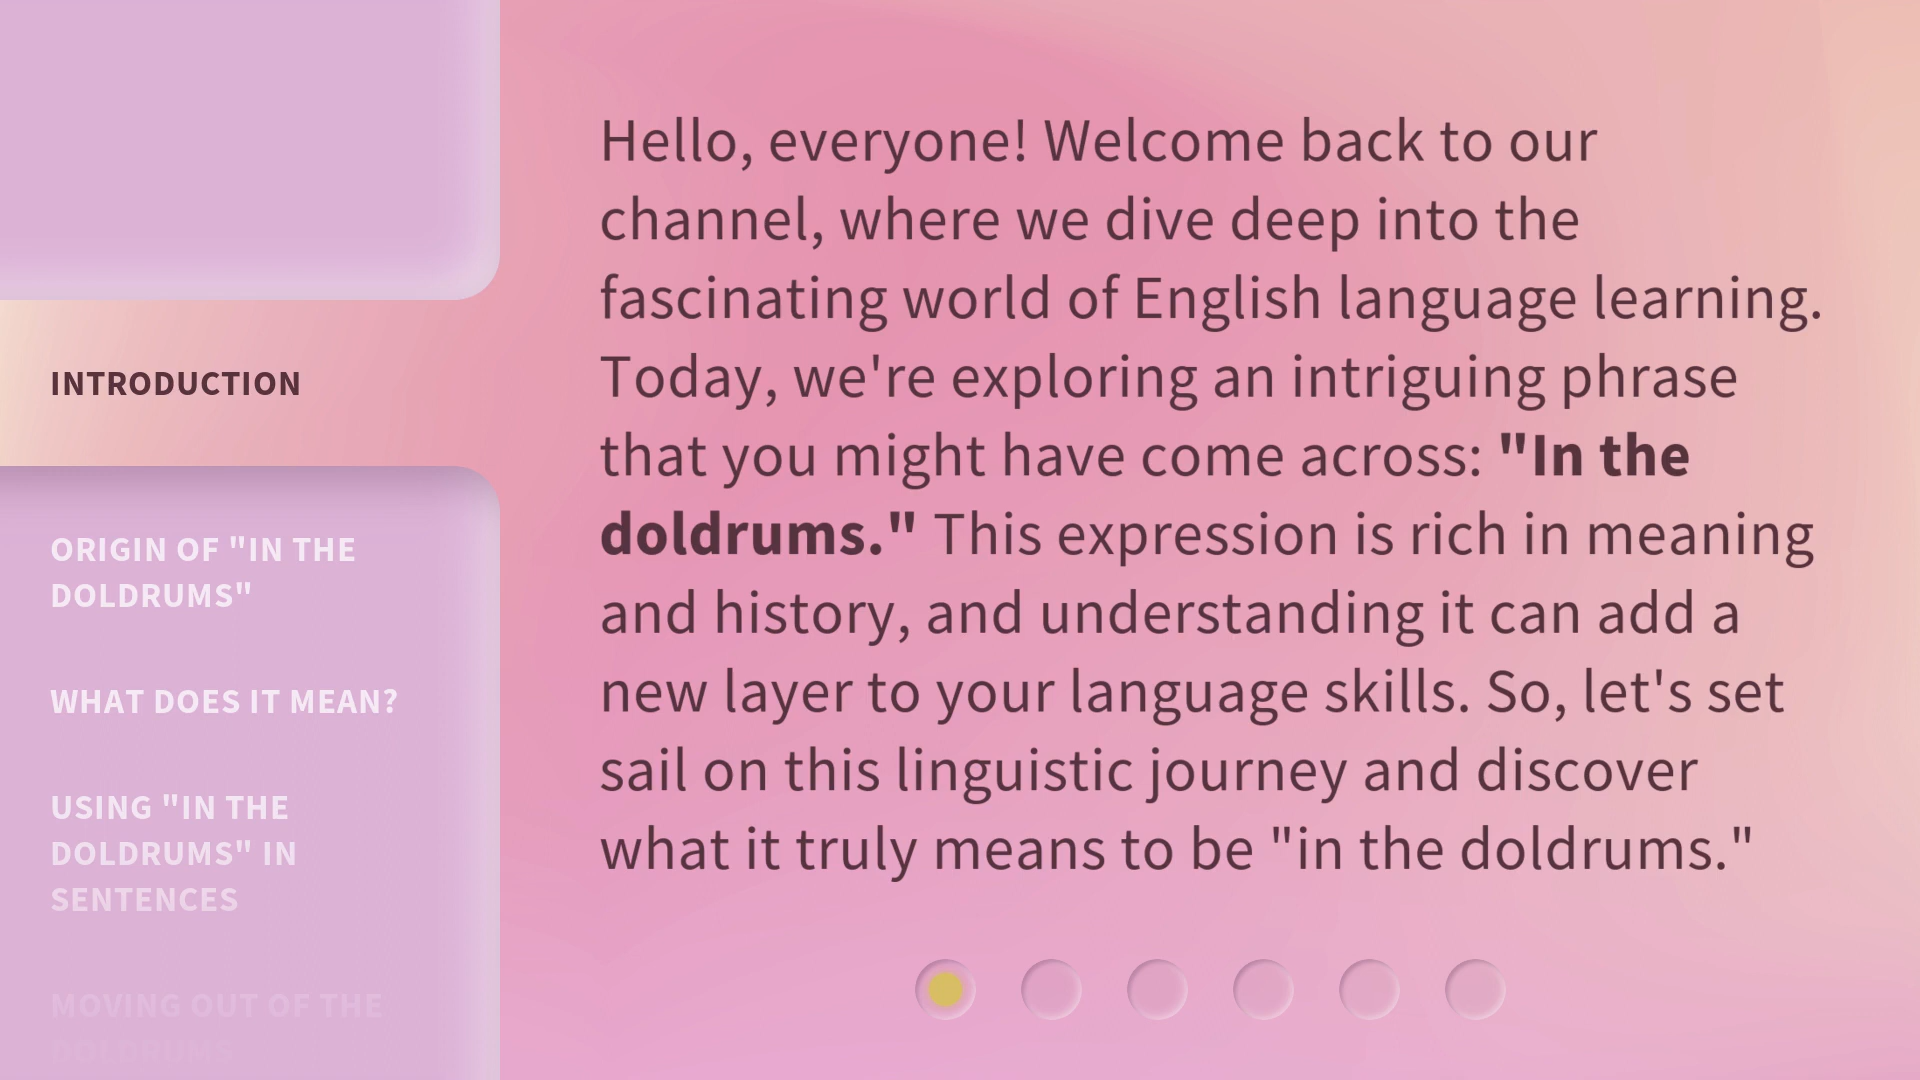 INTRODUCTION
ORIGIN OF "IN THE
DOLDRUMS"
WHAT DOES IT MEAN?
USING "IN THE
DOLDRUMS" IN
SENTENCES
MOVING OUT OF THE
DOLDRUMS
Hello, everyone! Welcome back to our
channel, where we dive deep into the
fascinating world of English language learning.
Today, we're exploring an intriguing phrase
that you might have come across: "In the
doldrums." This expression is rich in meaning
and history, and understanding it can add a
new layer to your language skills. So, let's set
sail on this linguistic journey and discover
what it truly means to be "in the doldrums."